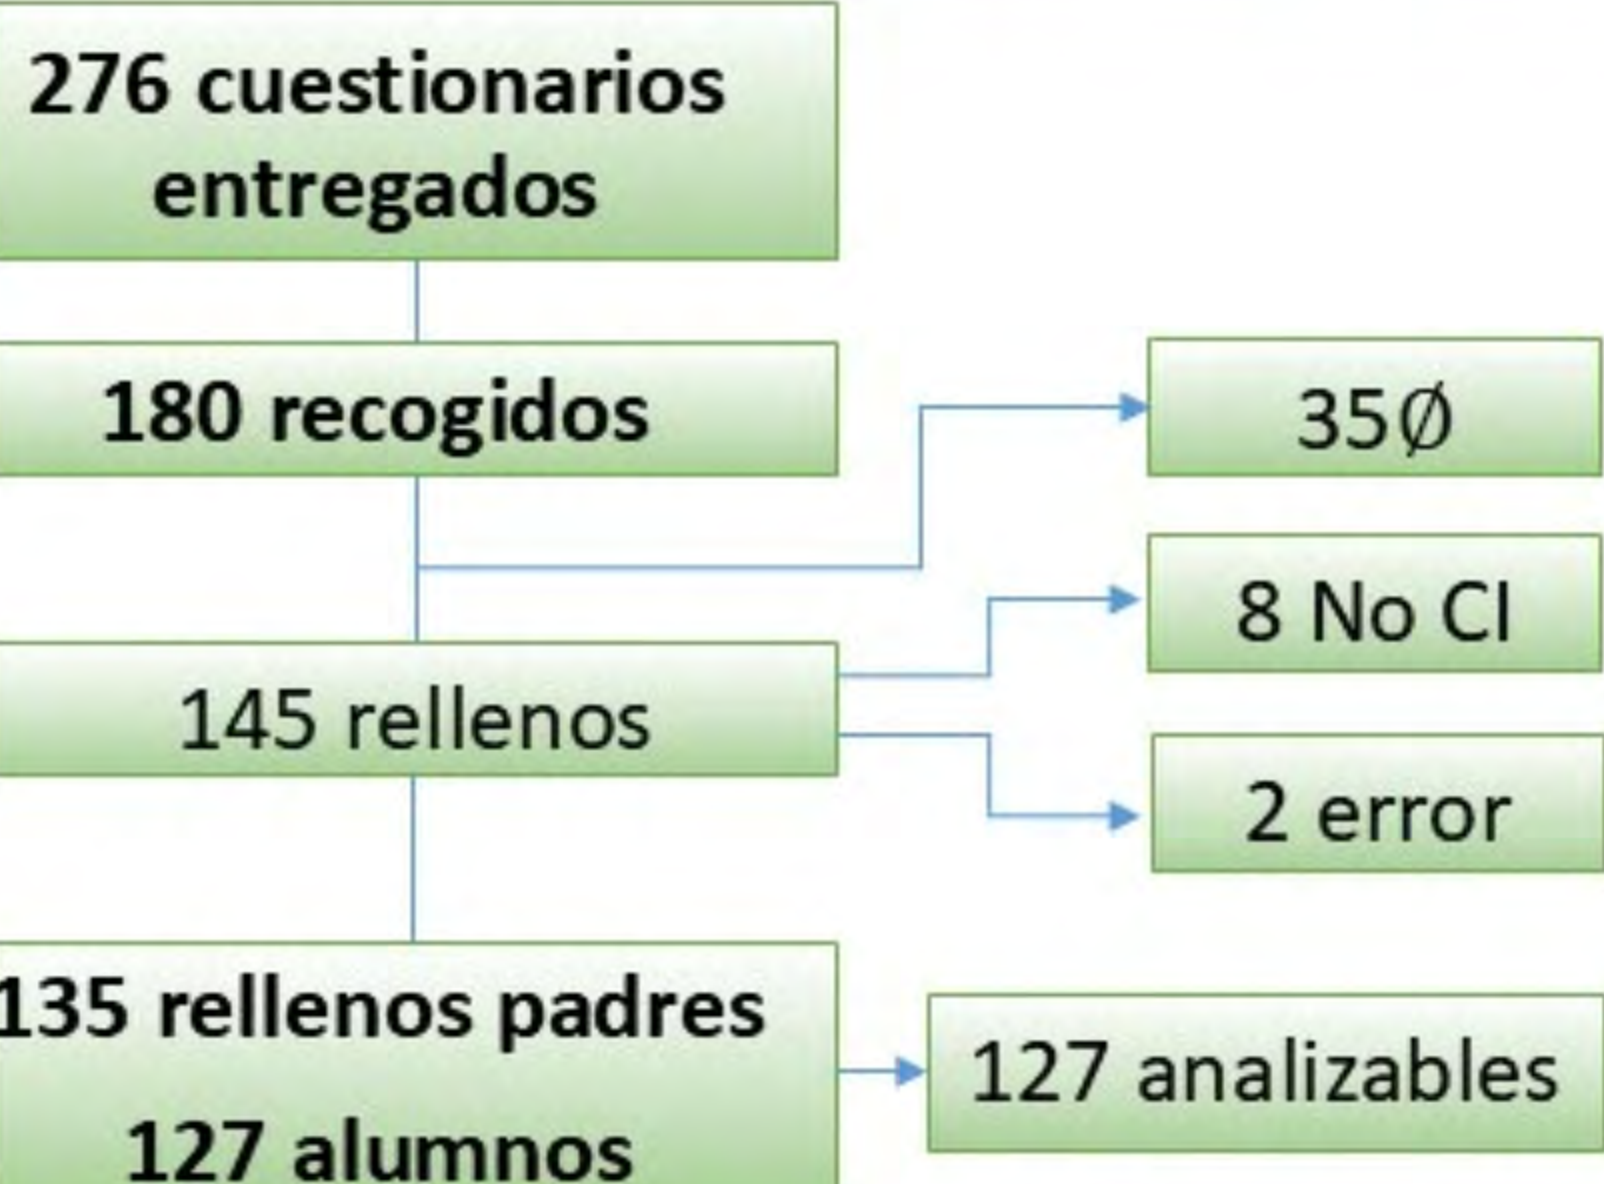 276 cuestionarios
entregados
180 recogidos
35Ø
8 No CI
145 rellenos
2 error
135 rellenos padres
127 alumnos
127 analizables